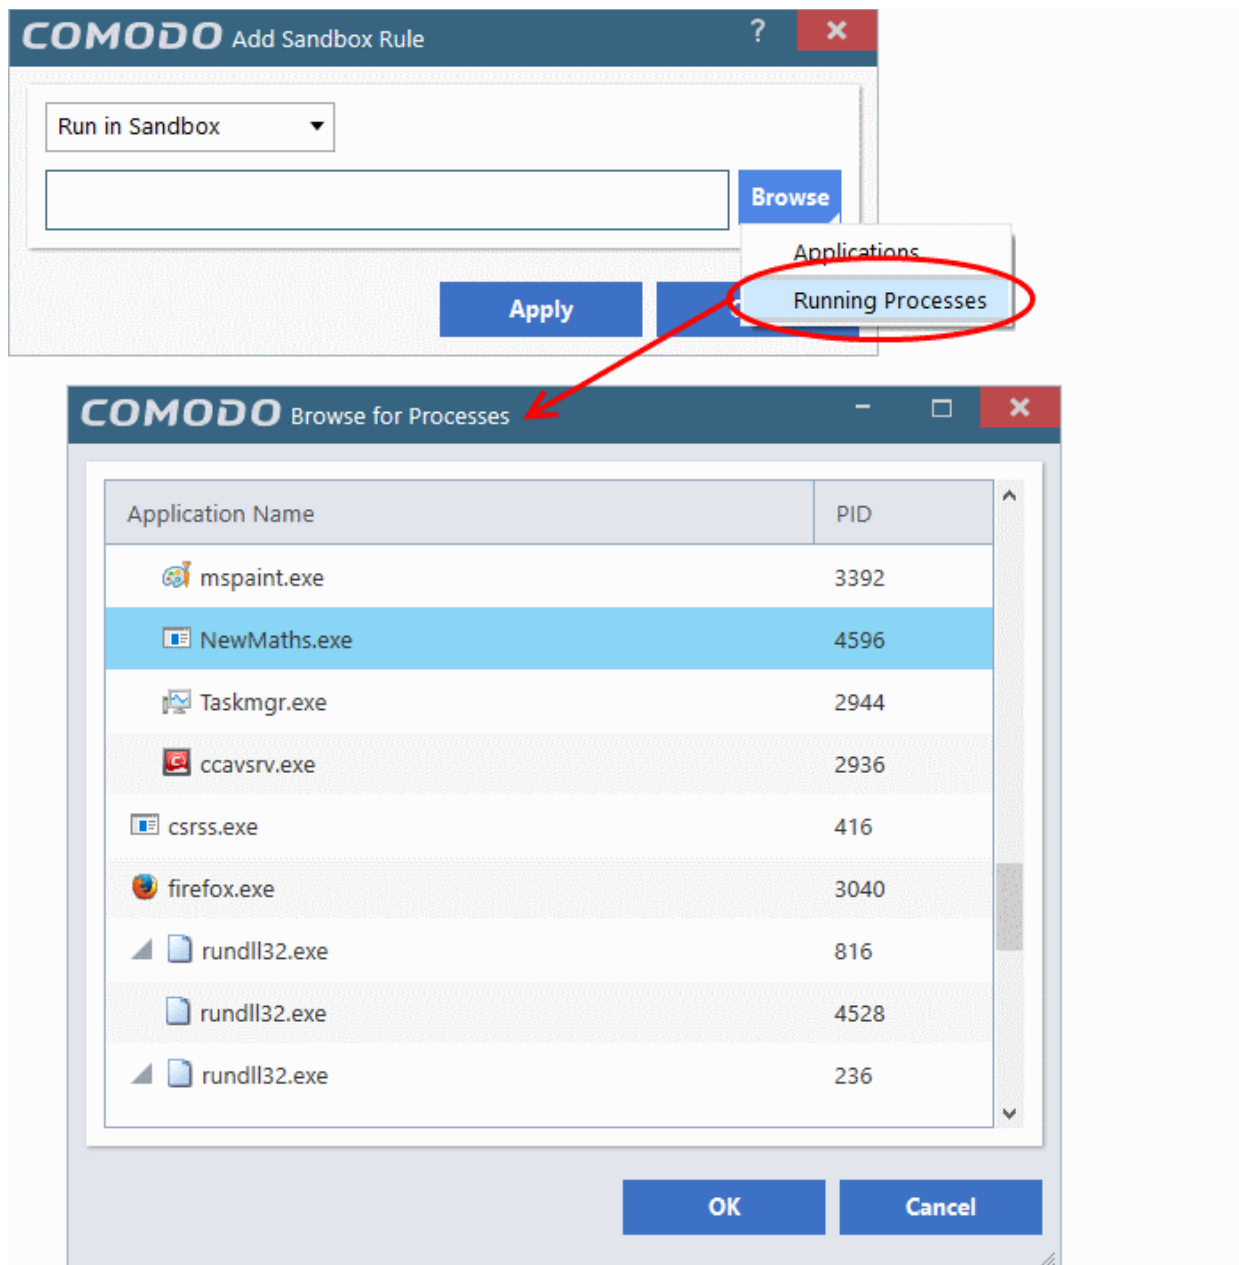 COMODO Add Sandbox Rule ?
Run in Sandbox
Browse
Applications
Running Processes
Apply
COMODO Browse for Processes
Application Name PID
mspaint.exe 3392
NewMaths.exe 4596
Taskmgr.exe 2944
ccavsrv.exe 2936
csrss.exe 416
firefox.exe 3040
rundll32.exe 816
rundll32.exe 4528
rundll32.exe 236
OK Cancel